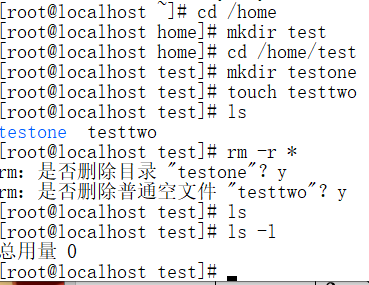 [root@localhost ~]# cd /home
[root@localhost home]# mkdir test
[root@localhost home]# cd /home/test
[root@localhost test]# mkdir testone
[root@localhost test]# touch testtwo
[root@localhost test]# ls
testone  testtwo
[root@localhost test]# rm -r *
rm: 是否删除目录 "testone"? y
rm: 是否删除普通空文件 "testtwo"? y
[root@localhost test]# ls
[root@localhost test]# ls -l
总用量 0
[root@localhost test]#